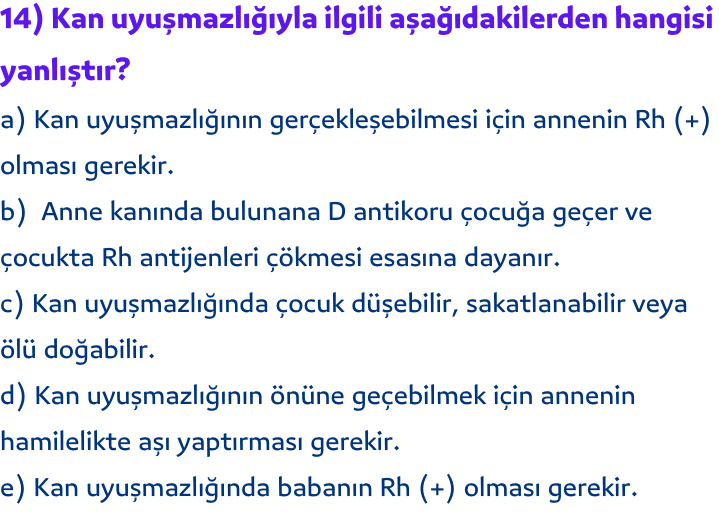 14) Kan uyuşmazlığıyla ilgili aşağıdakilerden hangisi
yanlıştır?
a) Kan uyuşmazlığının gerçekleşebilmesi için annenin Rh (+)
olması gerekir.
b)  Anne kanında bulunana D antikoru çocuğa geçer ve
çocukta Rh antijenleri çökmesi esasına dayanır.
c) Kan uyuşmazlığında çocuk düşebilir, sakatlanabilir veya
ölü doğabilir.
d) Kan uyuşmazlığının önüne geçebilmek için annenin
hamilelikte aşı yaptırması gerekir.
e) Kan uyuşmazlığında babanın Rh (+) olması gerekir.